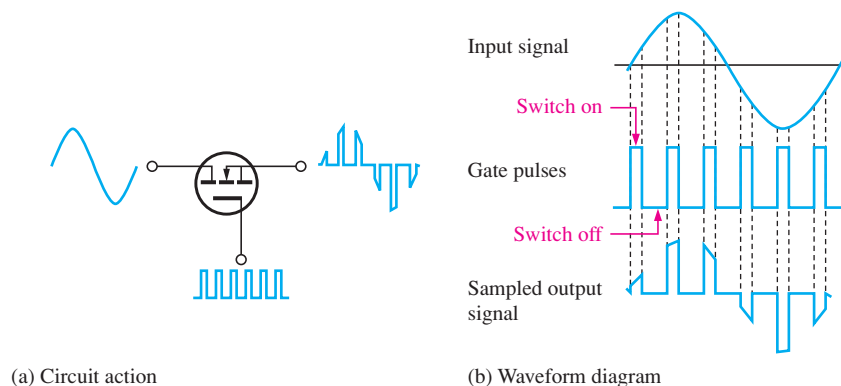 Input signal
Switch on
Gate pulses
Switch off
Sampled output
signal
(a) Circuit action
(b) Waveform diagram